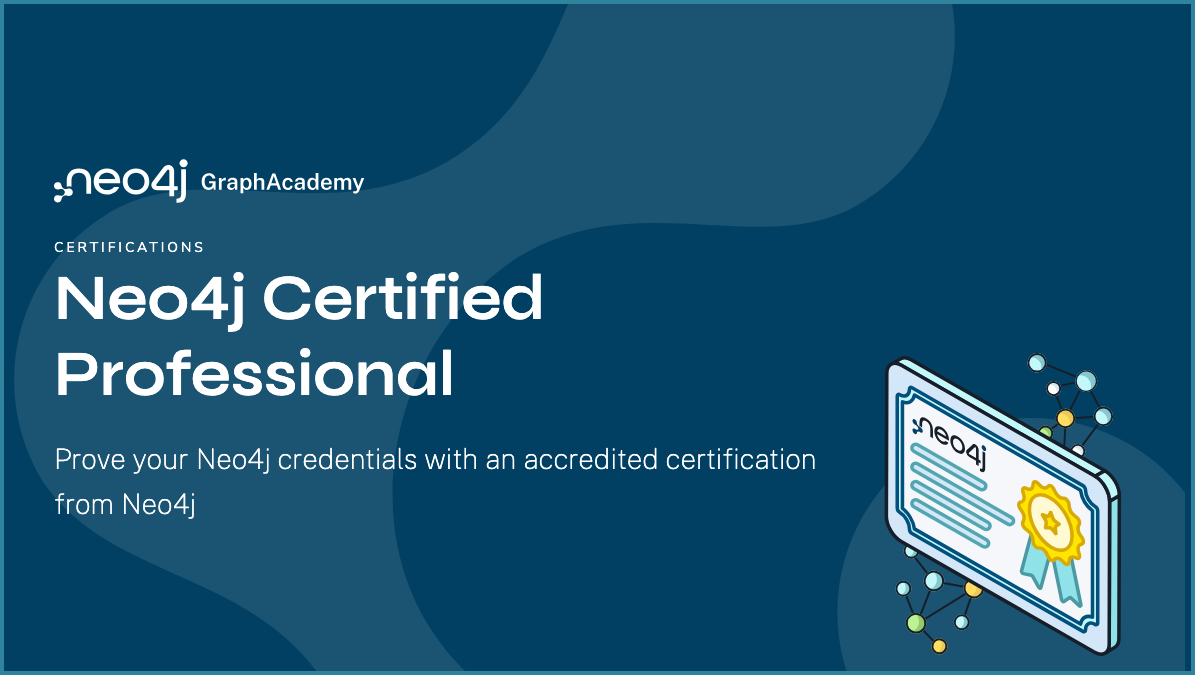 neo4j GraphAcademy
CERTIFICATIONS
Neo4j Certified
Professional
Prove your Neo4j credentials with an accredited certification
from Neo4j
neo4j